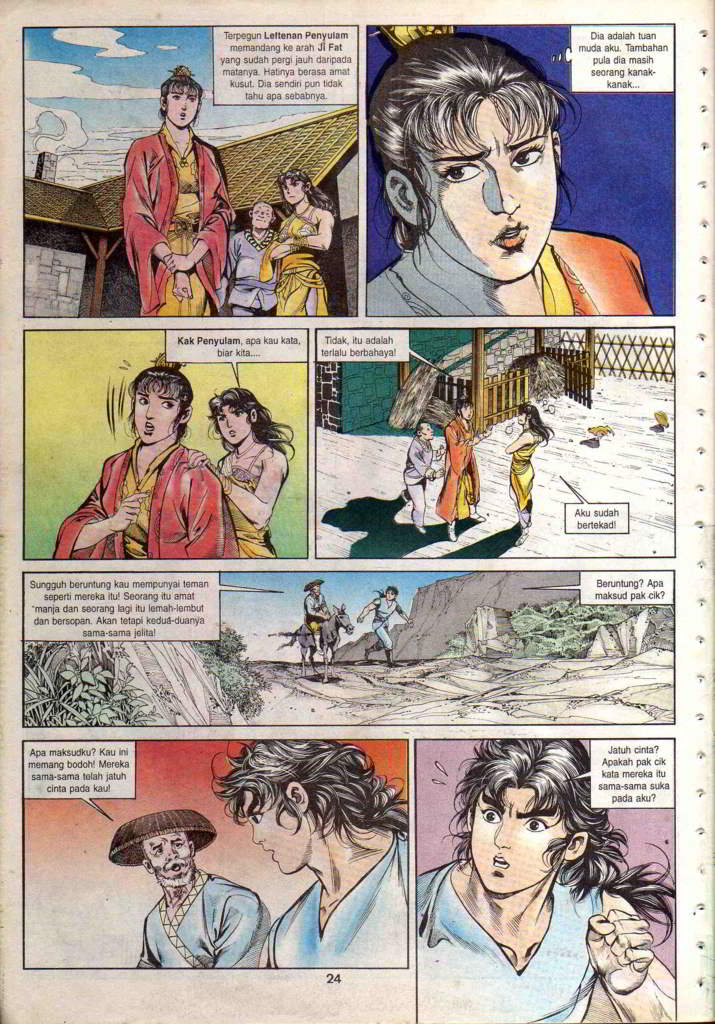 Terpegun Leftenan Penyulam
memandang ke arah Ji Fat
yang sudah pergi jauh daripada
matanya. Hatinya berasa amat
kusut. Dia sendiri pun tidak
tahu apa sebabnya.
Dia adalah tuan
muda aku. Tambahan
pula dia masih
seorang kanak-
kanak...
Kak Penyulam, apa kau kata,
biar kita....
Tidak, itu adalah
terlalu berbahaya!
Aku sudah
bertekad!
Sungguh beruntung kau mempunyai teman
seperti mereka itu! Seorang itu amat
'manja dan seorang lagi itu lemah-lembut
dan bersopan. Akan tetapi kedua-duanya
sama-sama jelita!
Beruntung? Apa
maksud pak cik?
Apa maksudku? Kau ini
memang bodoh! Mereka
sama-sama telah jatuh
cinta pada kau!
Jatuh cinta?
Apakah pak cik
kata mereka itu
sama-sama suka
pada aku?
24